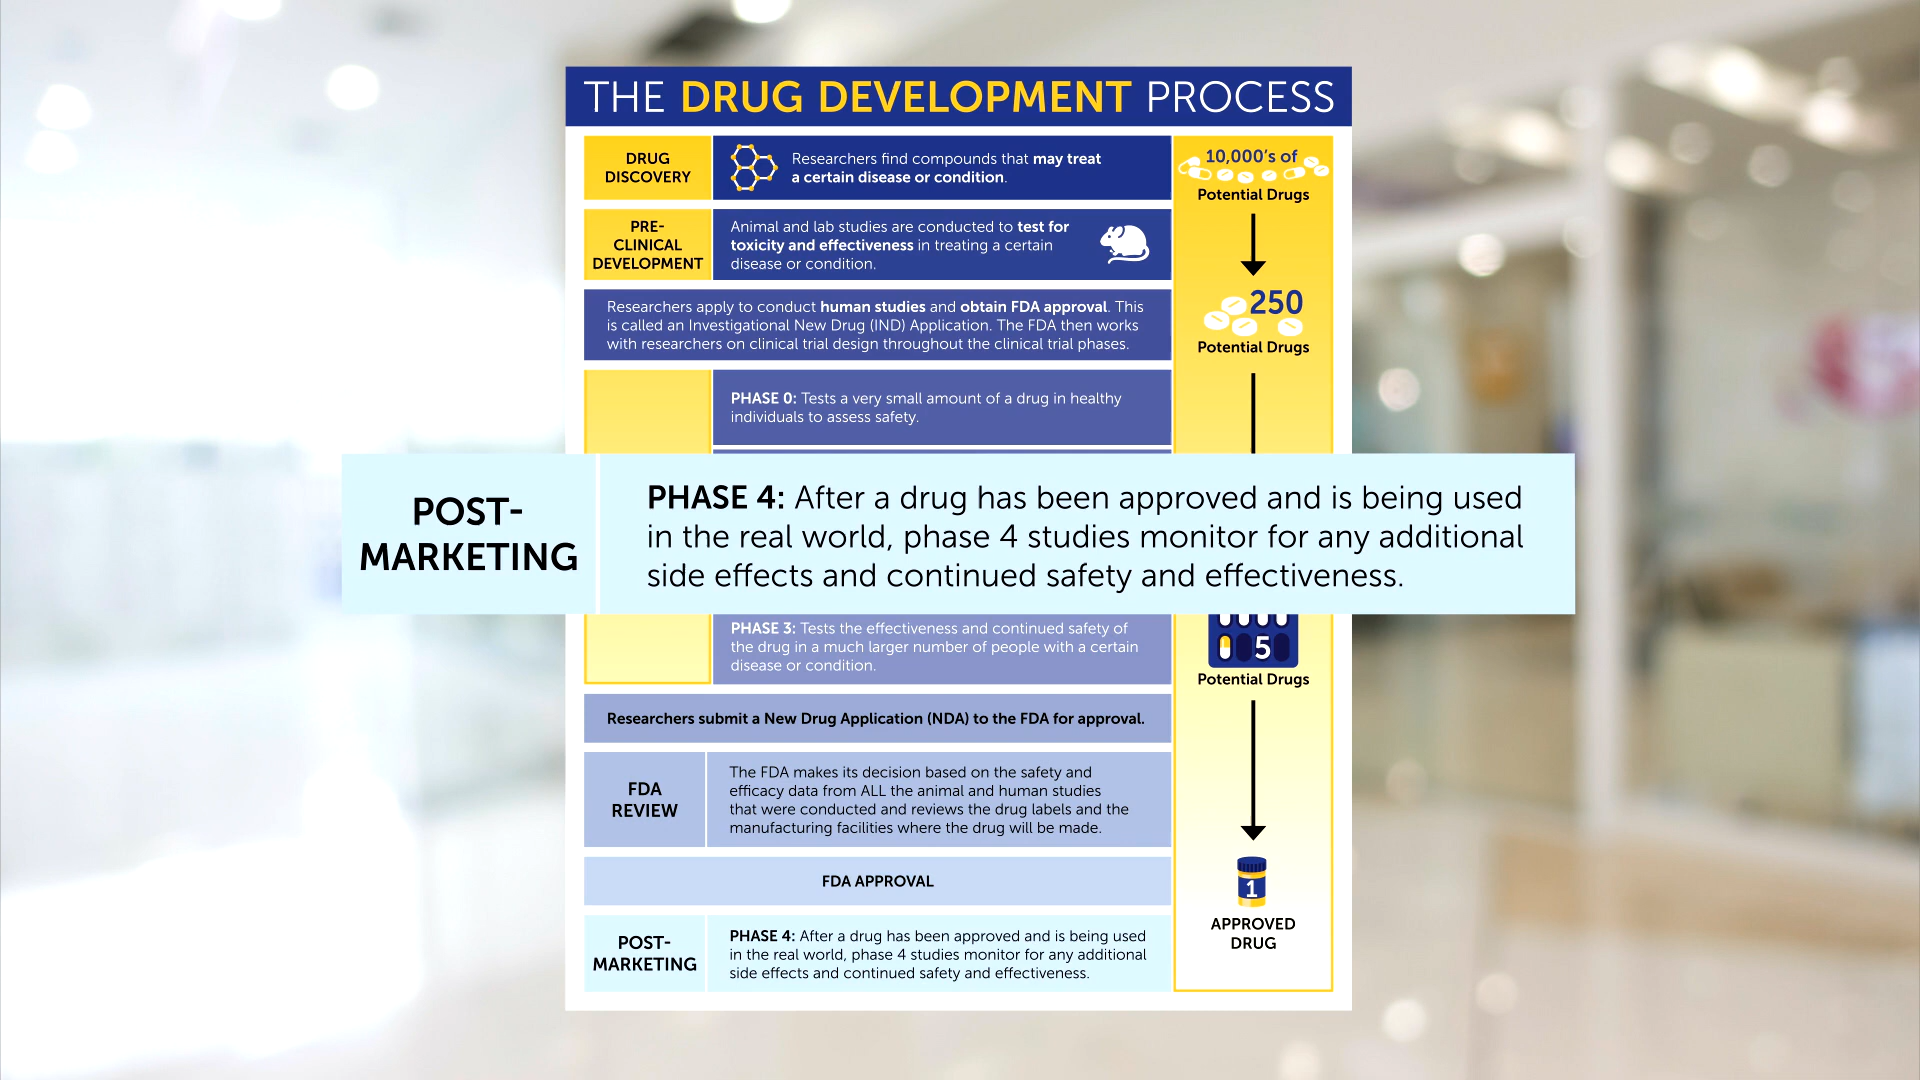 THE DRUG DEVELOPMENT PROCESS
DRUG
DISCOVERY
Researchers find compounds that may treat
a certain disease or condition.
10,000's of
Potential Drugs
PRE-
CLINICAL
DEVELOPMENT
Animal and lab studies are conducted to test for
toxicity and effectiveness in treating a certain
disease or condition.
250
Potential Drugs
Researchers apply to conduct human studies and obtain FDA approval. This
is called an Investigational New Drug (IND) Application. The FDA then works
with researchers on clinical trial design throughout the clinical trial phases.
PHASE 0: Tests a very small amount of a drug in healthy
individuals to assess safety.
POST-
MARKETING
PHASE 4: After a drug has been approved and is being used
in the real world, phase 4 studies monitor for any additional
side effects and continued safety and effectiveness.
PHASE 3: Tests the effectiveness and continued safety of
the drug in a much larger number of people with a certain
disease or condition.
5
Potential Drugs
Researchers submit a New Drug Application (NDA) to the FDA for approval.
FDA
REVIEW
The FDA makes its decision based on the safety and
efficacy data from ALL the animal and human studies
that were conducted and reviews the drug labels and the
manufacturing facilities where the drug will be made.
FDA APPROVAL
1
APPROVED
DRUG
POST-
MARKETING
PHASE 4: After a drug has been approved and is being used
in the real world, phase 4 studies monitor for any additional
side effects and continued safety and effectiveness.